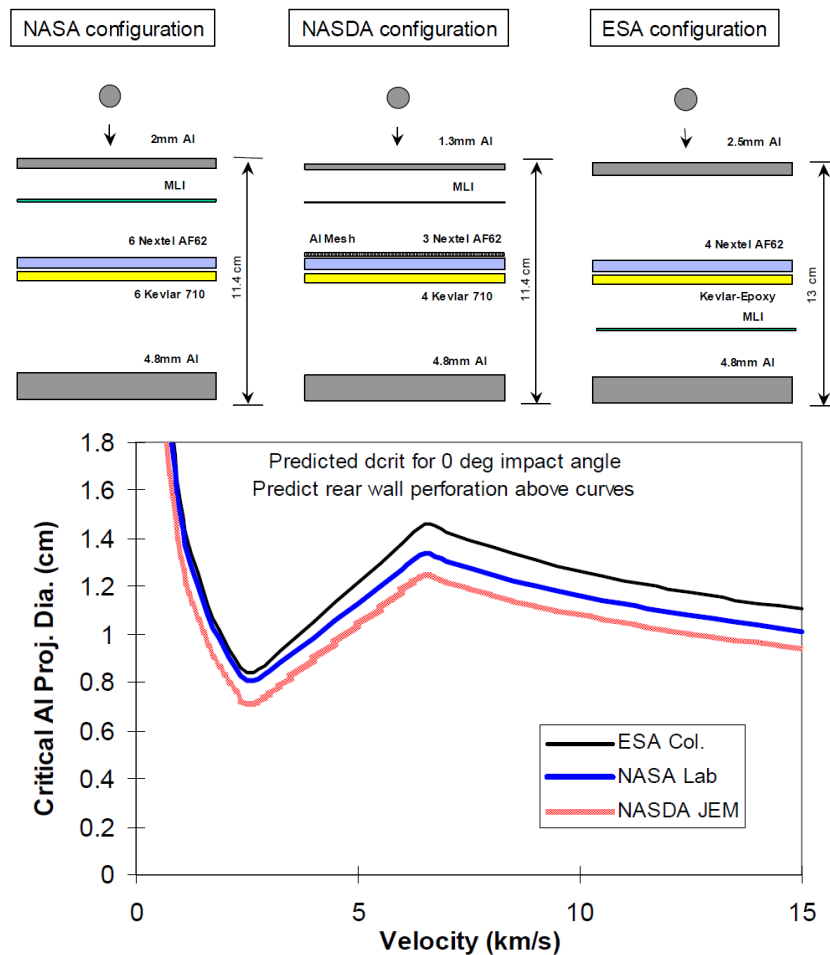 NASA configuration
NASDA configuration
ESA configuration
2mm Al
MLI
6 Nextel AF62
6 Kevlar 710
4.8mm Al
11.4 cm
1.3mm Al
MLI
Al Mesh
3 Nextel AF62
4 Kevlar 710
4.8mm Al
11.4 cm
2.5mm Al
4 Nextel AF62
Kevlar-Epoxy
MLI
4.8mm Al
13 cm
Predicted dcrit for 0 deg impact angle
Predict rear wall perforation above curves
Critical Al Proj. Dia. (cm)
1.8
1.6
1.4
1.2
1
0.8
0.6
0.4
0.2
0
ESA Col.
NASA Lab
NASDA JEM
0
5
10
15
Velocity (km/s)